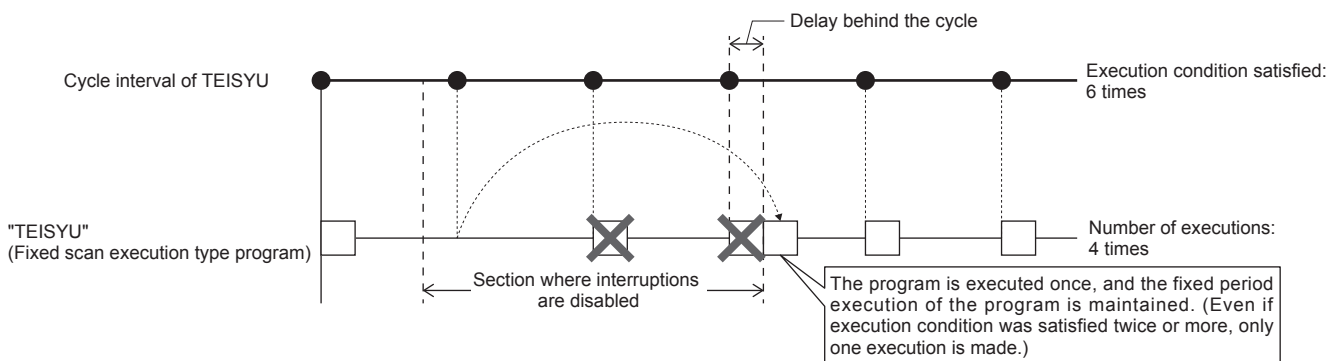 Delay behind the cycle
Cycle interval of TEISYU
Execution condition satisfied:
6 times
"TEISYU"
(Fixed scan execution type program)
Number of executions:
4 times
Section where interruptions
are disabled
The program is executed once, and the fixed period
execution of the program is maintained. (Even if
execution condition was satisfied twice or more, only
one execution is made.)